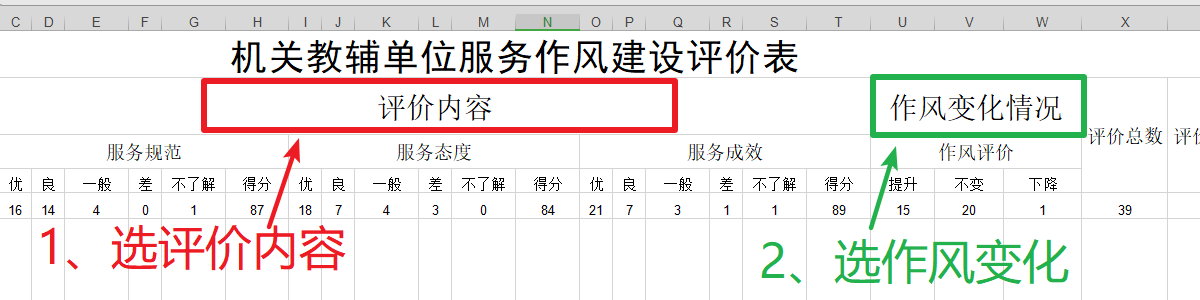 C D E F G H I J K L M N O P Q R S T U V W X
机关教辅单位服务作风建设评价表
评价内容 作风变化情况
评价总数 评价
服务规范 服务态度 服务成效 作风评价
优 良 一般 差 不了解 得分 优 良 一般 差 不了解 得分 优 良 一般 差 不了解 得分 提升 不变 下降
16 14 4 0 1 87 18 7 4 3 0 84 21 7 3 1 1 89 15 20 1 39
1、选评价内容
2、选作风变化